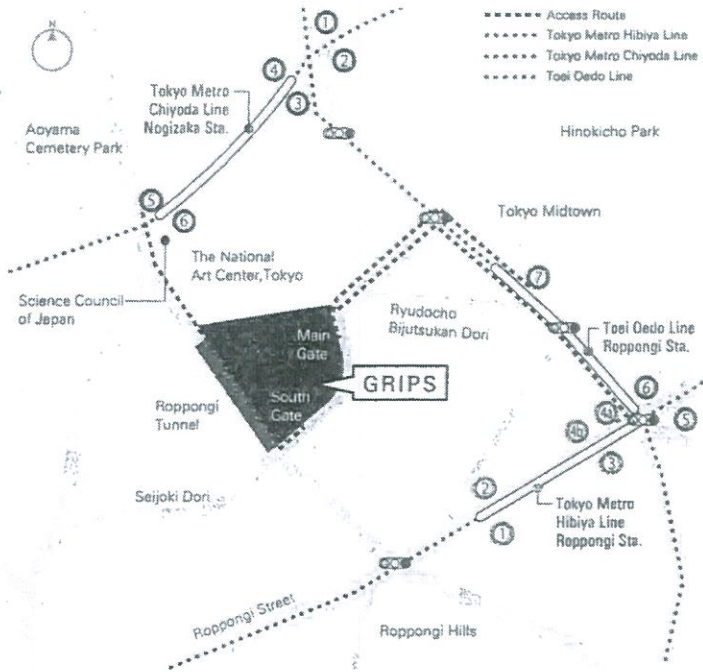 N
1
2
Access Route
Tokyo Metro Hibiya Line
Tokyo Metro Chiyoda Line
Toei Oedo Line
4
3
Tokyo Metro
Chiyoda Line
Nogizaka Sta.
Aoyama
Cemetery Park
Hinokicho Park
5
6
Tokyo Midtown
The National
Art Center, Tokyo
7
Science Council
of Japan
Ryudocho
Bijutsukan Dori
Toei Oedo Line
Roppongi Sta.
Main
Gate
GRIPS
South
Gate
Roppongi
Tunnel
6
4a
5
4b
3
Seijoki Dori
2
1
Tokyo Metro
Hibiya Line
Roppongi Sta.
Roppongi Street
Roppongi Hills